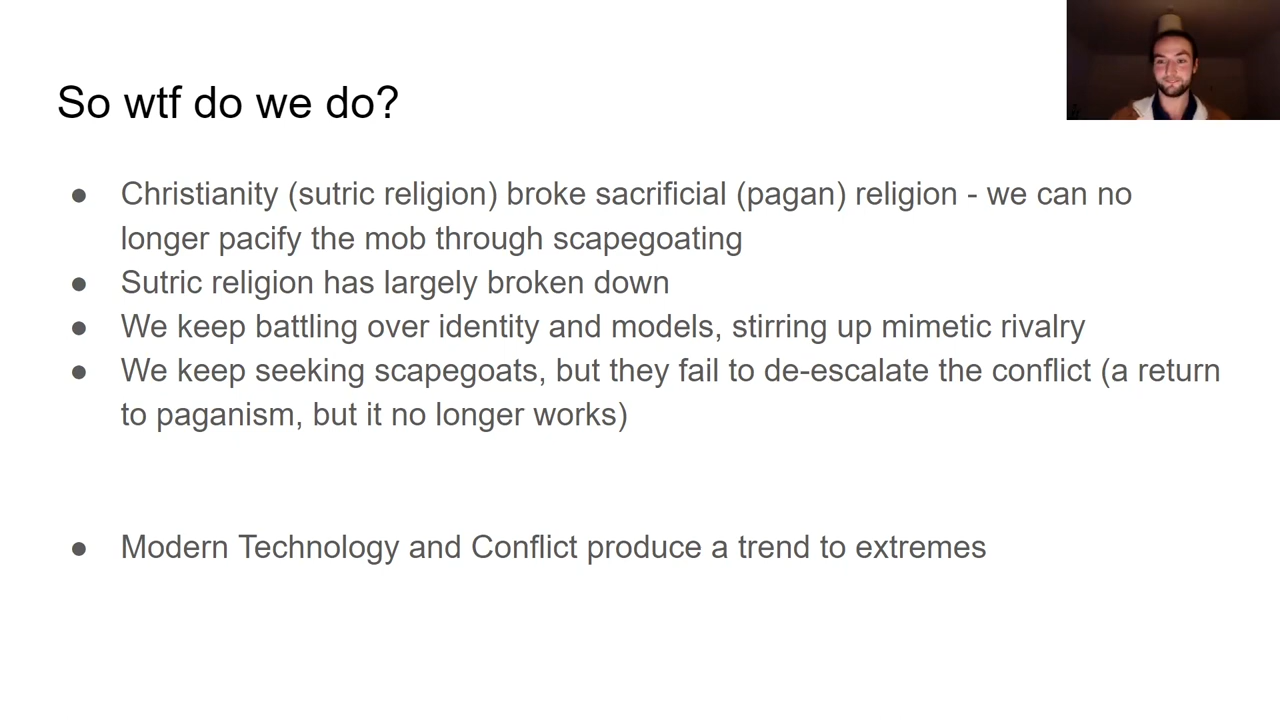 So wtf do we do?
● Christianity (sutric religion) broke sacrificial (pagan) religion - we can no
longer pacify the mob through scapegoating
● Sutric religion has largely broken down
● We keep battling over identity and models, stirring up mimetic rivalry
● We keep seeking scapegoats, but they fail to de-escalate the conflict (a return
to paganism, but it no longer works)
● Modern Technology and Conflict produce a trend to extremes